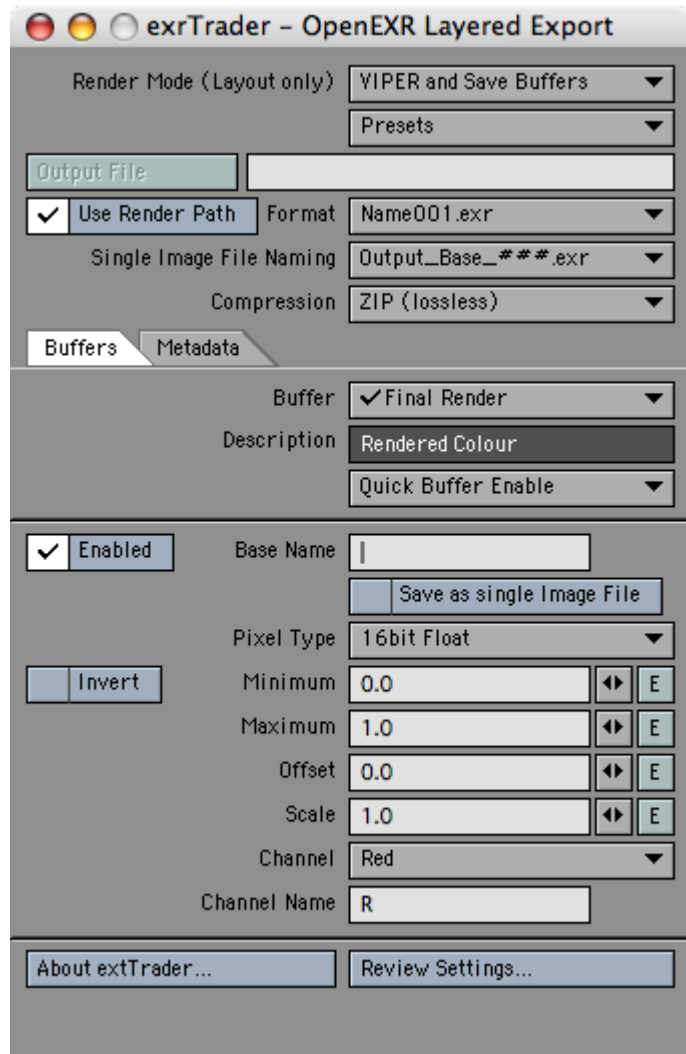 exrTrader – OpenEXR Layered Export
Render Mode (Layout only) VIPER and Save Buffers
Presets
Output File
Use Render Path Format Name001.exr
Single Image File Naming Output_Base_###.exr
Compression ZIP (lossless)
Buffers Metadata
Buffer ✓Final Render
Description Rendered Colour
Quick Buffer Enable
Enabled Base Name
Save as single Image File
Pixel Type 16bit Float
Invert Minimum 0.0 E
Maximum 1.0 E
Offset 0.0 E
Scale 1.0 E
Channel Red
Channel Name R
About extTrader... Review Settings...